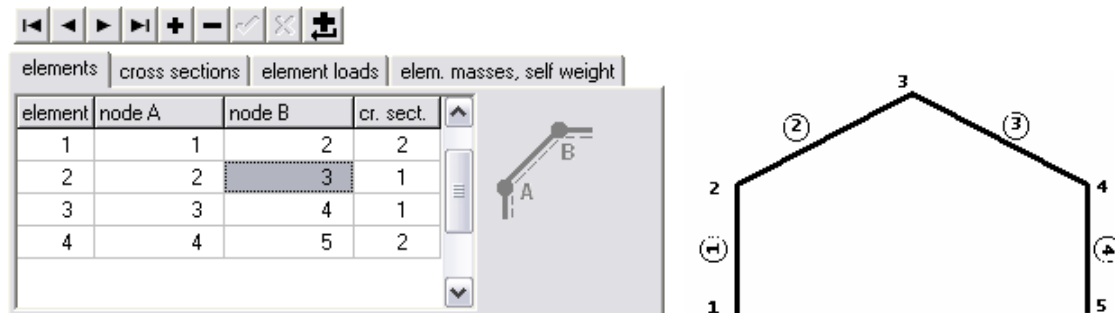 elements cross sections element loads elem. masses, self weight
element node A node B cr. sect.
1 1 2 2
2 2 3 1
3 3 4 1
4 4 5 2
A
B
3
2
3
2
4
1
4
1
5